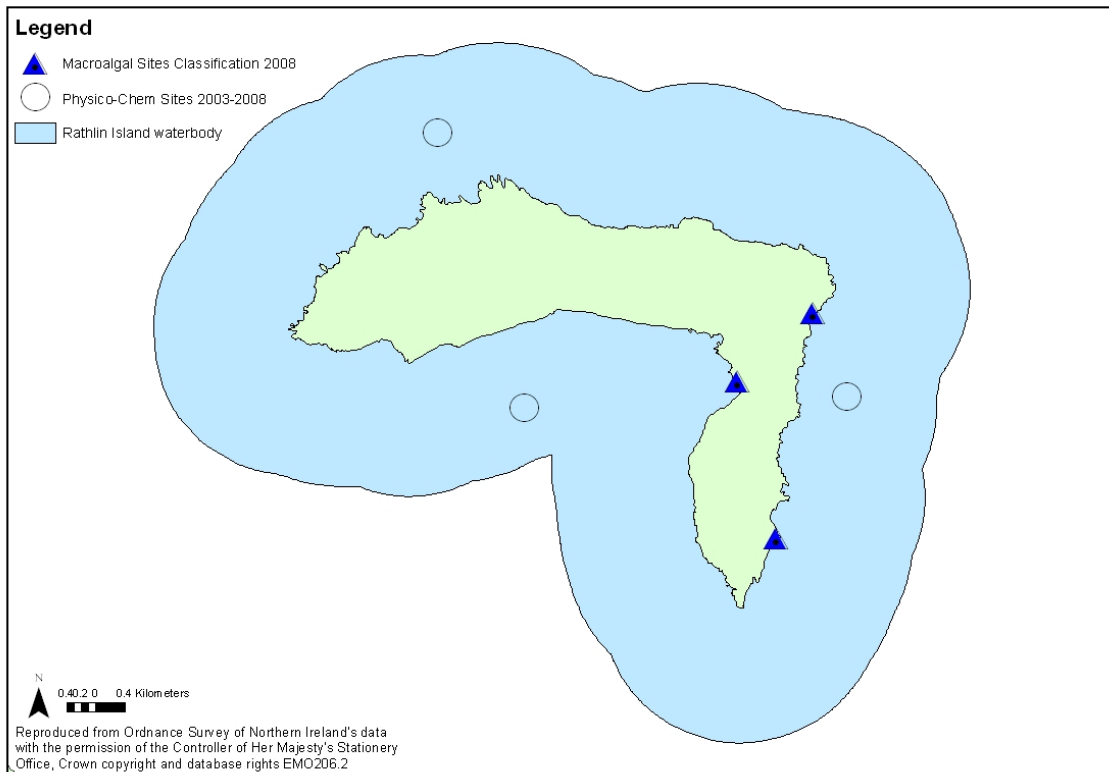 Legend
Macroalgal Sites Classification 2008
Physico-Chem Sites 2003-2008
Rathlin Island waterbody
N
0.40.2 0 0.4 Kilometers
Reproduced from Ordnance Survey of Northern Ireland's data
with the permission of the Controller of Her Majesty's Stationery
Office, Crown copyright and database rights EMO206.2